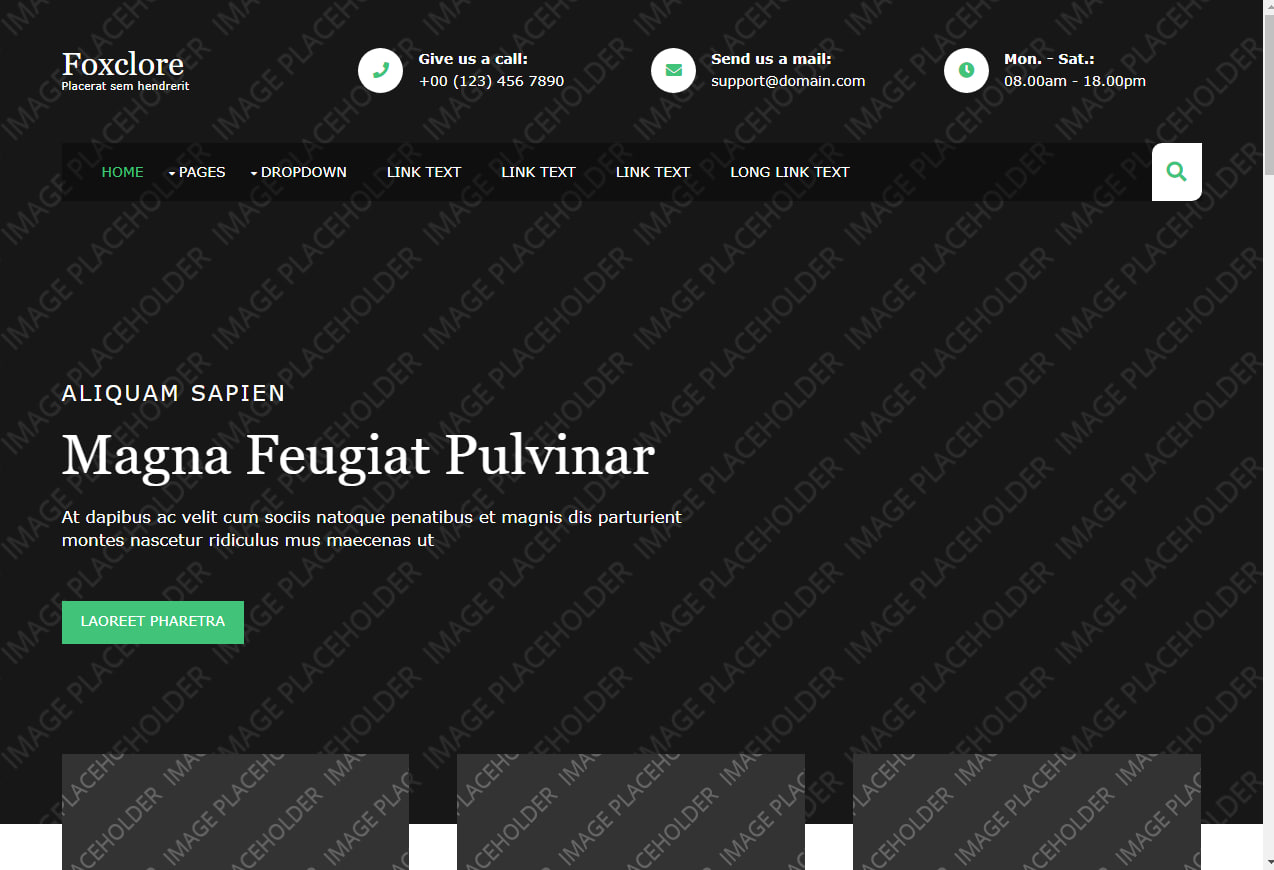 Foxclore
Placerat sem hendrerit
Give us a call:
+00 (123) 456 7890
Send us a mail:
support@domain.com
Mon. - Sat.:
08.00am - 18.00pm
HOME PAGES DROPDOWN LINK TEXT LINK TEXT LINK TEXT LONG LINK TEXT
ALIQUAM SAPIEN
Magna Feugiat Pulvinar
At dapibus ac velit cum sociis natoque penatibus et magnis dis parturient
montes nascetur ridiculus mus maecenas ut
LAOREET PHARETRA
IMAGE PLACEHOLDER